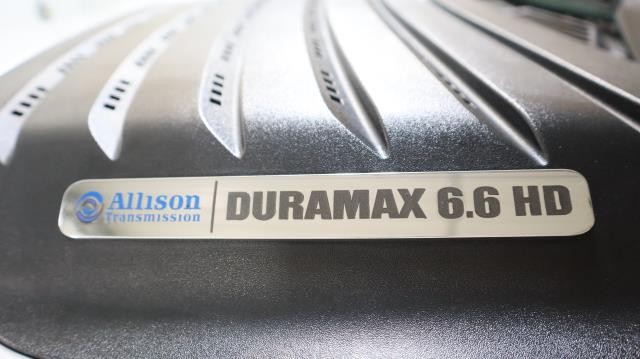 Allison
Transmission
DURAMAX 6.6 HD